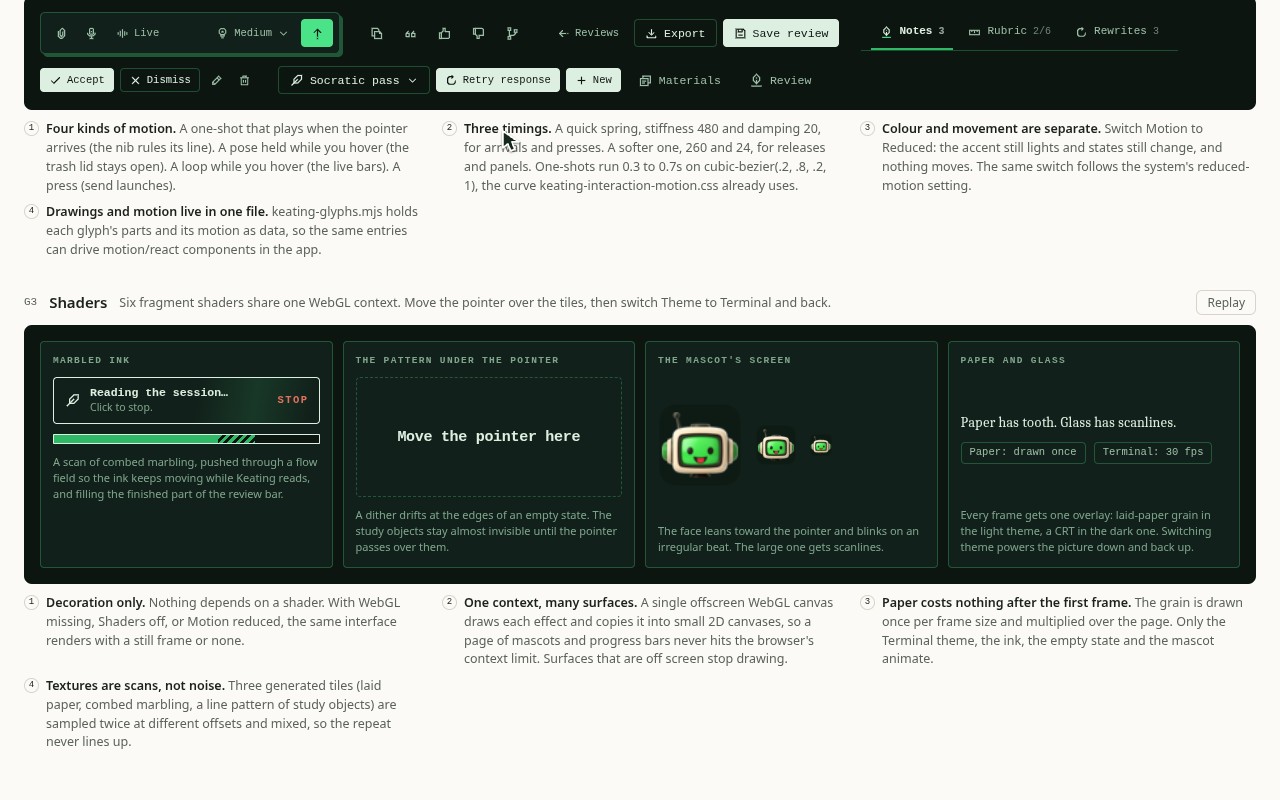 Live
Medium
Reviews
Export
Save review
Notes 3
Rubric 2/6
Rewrites 3
Accept
Dismiss
Socratic pass
Retry response
New
Materials
Review
1 Four kinds of motion. A one-shot that plays when the pointer
arrives (the nib rules its line). A pose held while you hover (the
trash lid stays open). A loop while you hover (the live bars). A
press (send launches).
2 Three timings. A quick spring, stiffness 480 and damping 20,
for arrivals and presses. A softer one, 260 and 24, for releases
and panels. One-shots run 0.3 to 0.7s on cubic-bezier(.2, .8, .2,
1), the curve keating-interaction-motion.css already uses.
3 Colour and movement are separate. Switch Motion to
Reduced: the accent still lights and states still change, and
nothing moves. The same switch follows the system's reduced-
motion setting.
4 Drawings and motion live in one file. keating-glyphs.mjs holds
each glyph's parts and its motion as data, so the same entries
can drive motion/react components in the app.
G3 Shaders Six fragment shaders share one WebGL context. Move the pointer over the tiles, then switch Theme to Terminal and back.
Replay
MARBLED INK
Reading the session…
Click to stop.
STOP
A scan of combed marbling, pushed through a flow
field so the ink keeps moving while Keating reads,
and filling the finished part of the review bar.
THE PATTERN UNDER THE POINTER
Move the pointer here
A dither drifts at the edges of an empty state. The
study objects stay almost invisible until the pointer
passes over them.
THE MASCOT'S SCREEN
The face leans toward the pointer and blinks on an
irregular beat. The large one gets scanlines.
PAPER AND GLASS
Paper has tooth. Glass has scanlines.
Paper: drawn once
Terminal: 30 fps
Every frame gets one overlay: laid-paper grain in
the light theme, a CRT in the dark one. Switching
theme powers the picture down and back up.
1 Decoration only. Nothing depends on a shader. With WebGL
missing, Shaders off, or Motion reduced, the same interface
renders with a still frame or none.
2 One context, many surfaces. A single offscreen WebGL canvas
draws each effect and copies it into small 2D canvases, so a
page of mascots and progress bars never hits the browser's
context limit. Surfaces that are off screen stop drawing.
3 Paper costs nothing after the first frame. The grain is drawn
once per frame size and multiplied over the page. Only the
Terminal theme, the ink, the empty state and the mascot
animate.
4 Textures are scans, not noise. Three generated tiles (laid
paper, combed marbling, a line pattern of study objects) are
sampled twice at different offsets and mixed, so the repeat
never lines up.